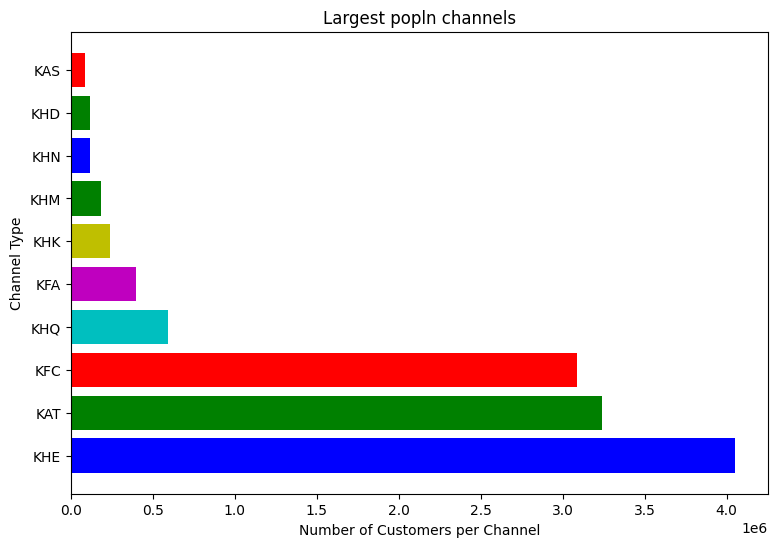 Largest popln channels
Channel Type
KAS
KHD
KHN
KHM
KHK
KFA
KHQ
KFC
KAT
KHE
0.0 0.5 1.0 1.5 2.0 2.5 3.0 3.5 4.0
1e6
Number of Customers per Channel